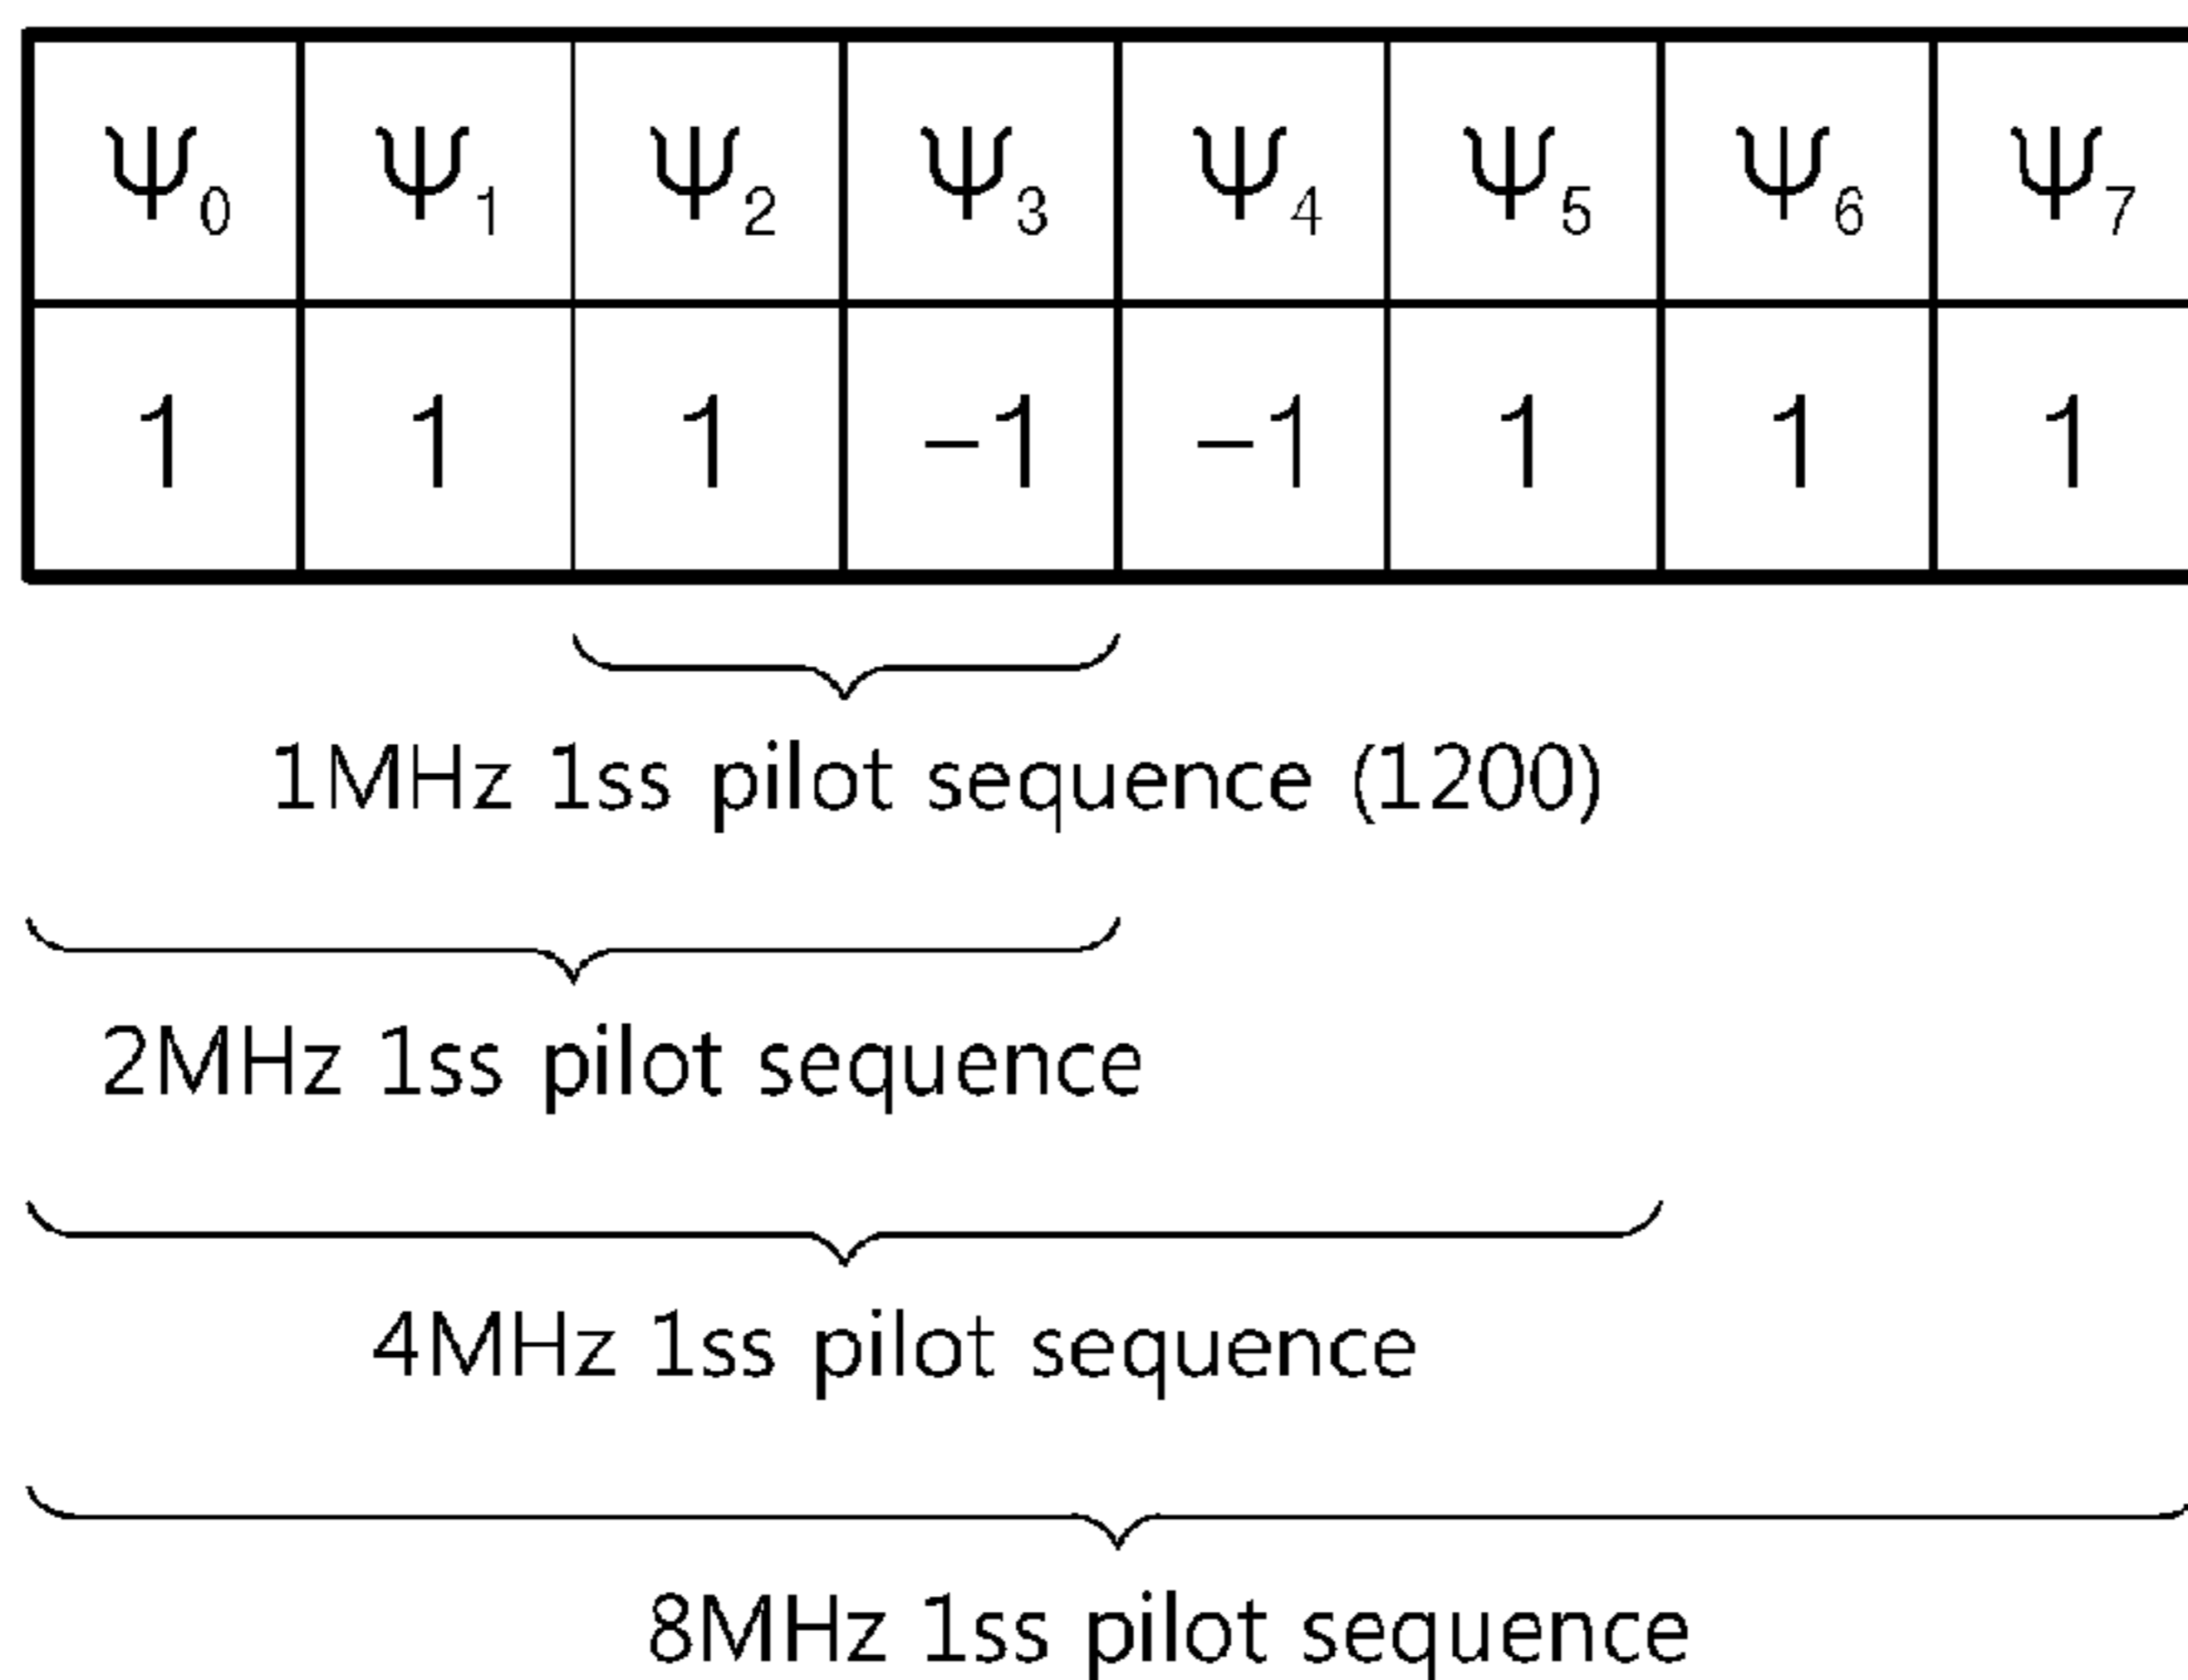 Ψ0 Ψ1 Ψ2 Ψ3 Ψ4 Ψ5 Ψ6 Ψ7
1 1 1 -1 -1 1 1 1
1MHz 1ss pilot sequence (1200)
2MHz 1ss pilot sequence
4MHz 1ss pilot sequence
8MHz 1ss pilot sequence